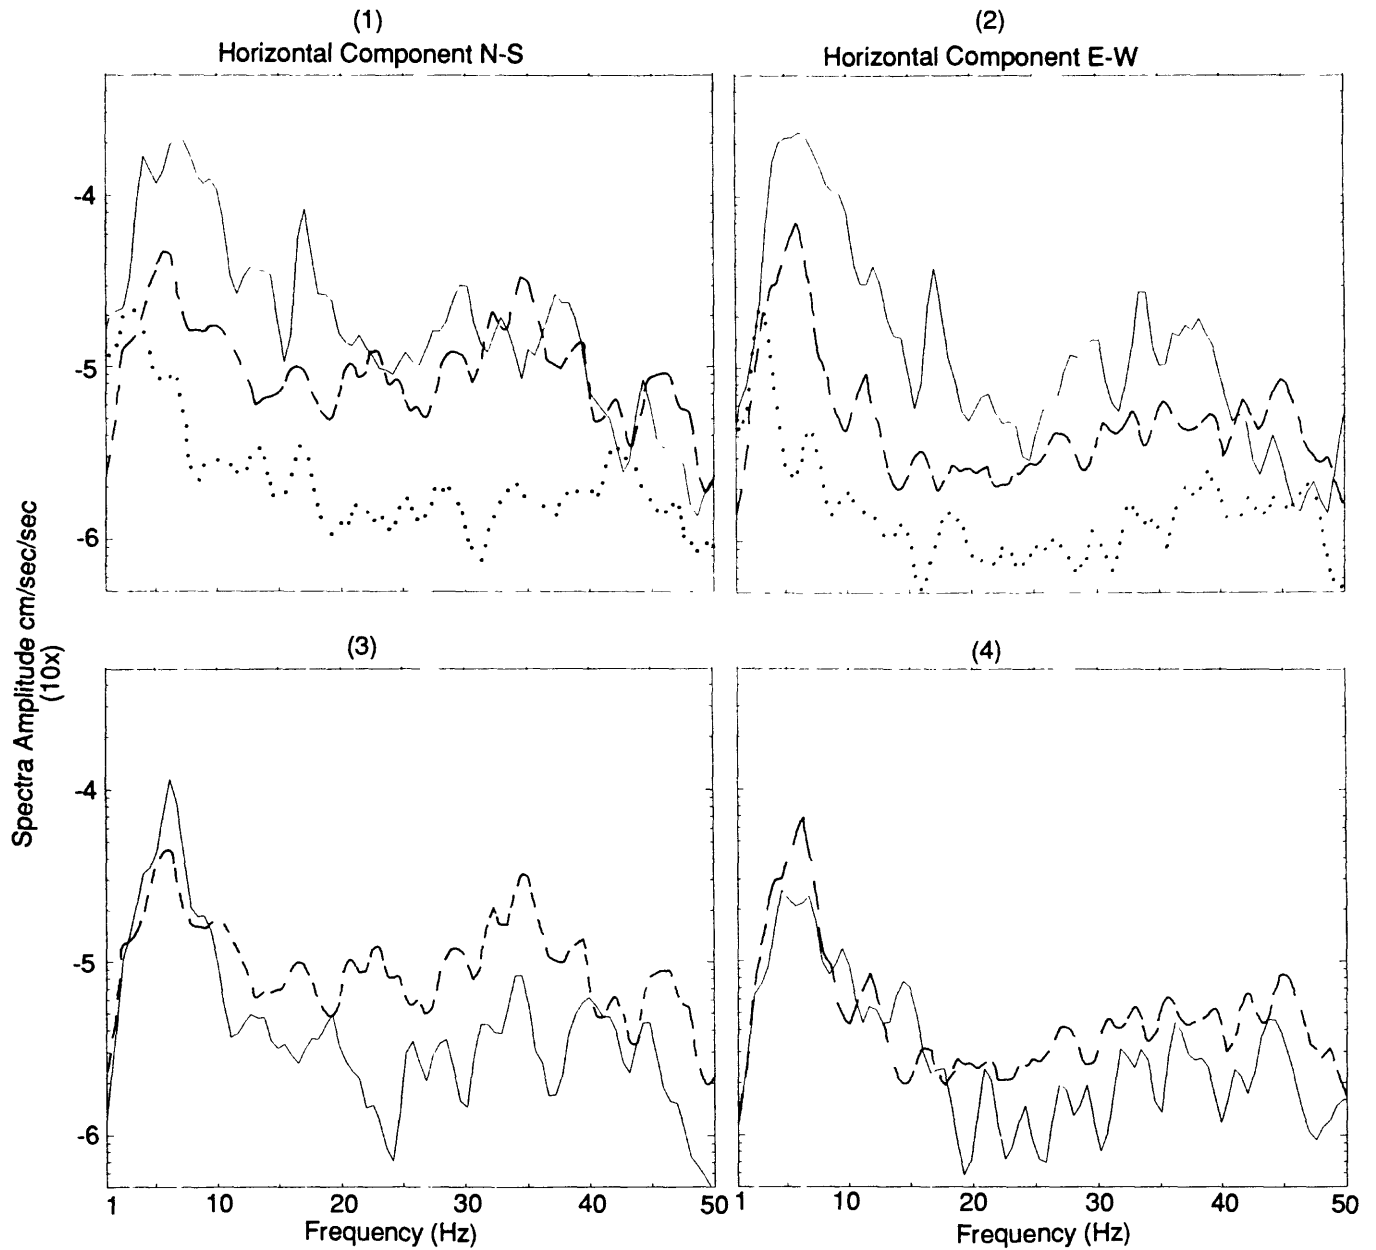 (1)
Horizontal Component N-S
(2)
Horizontal Component E-W
-4
-5
-6
Spectra Amplitude cm/sec/sec
(10x)
(3)
(4)
-4
-5
-6
1 10 20 30 40 50
1 10 20 30 40 50
Frequency (Hz)
Frequency (Hz)